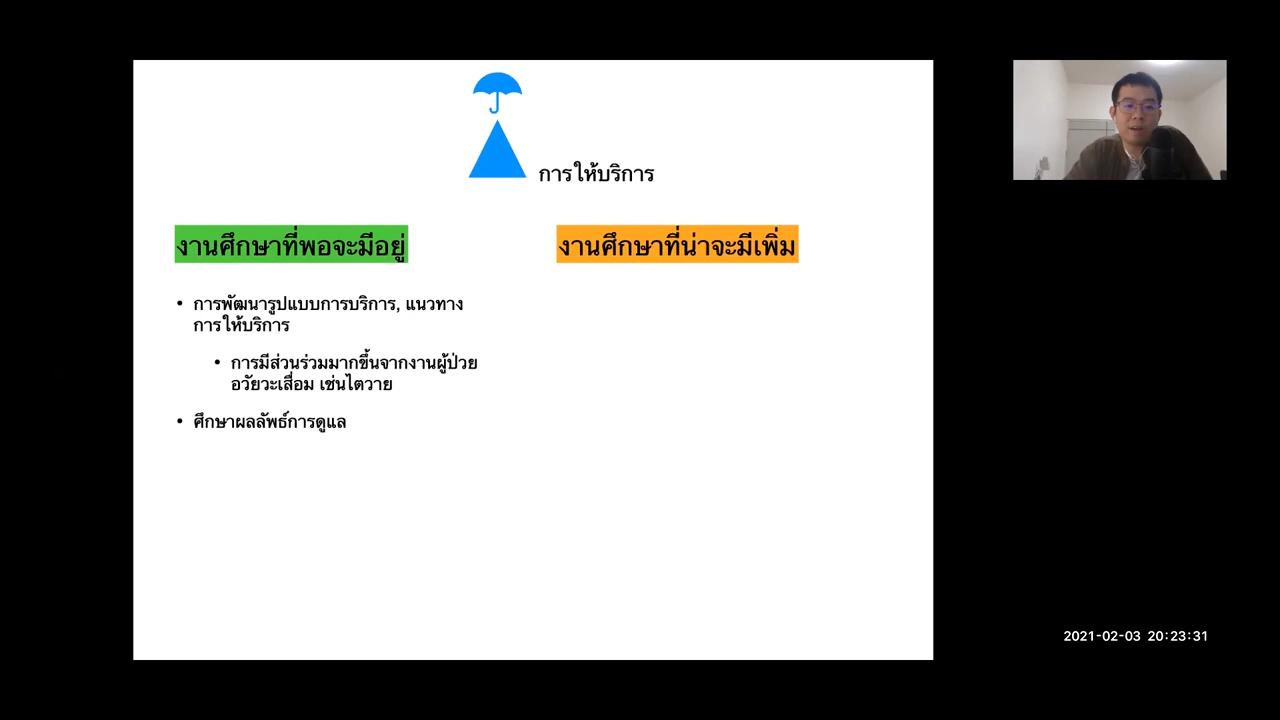 การให้บริการ
งานศึกษาที่พอจะมีอยู่
งานศึกษาที่น่าจะมีเพิ่ม
• การพัฒนารูปแบบการบริการ, แนวทาง
การให้บริการ
• การมีส่วนร่วมมากขึ้นจากงานผู้ป่วย
อวัยวะเสื่อม เช่นไตวาย
• ศึกษาผลลัพธ์การดูแล
2021-02-03 20:23:31